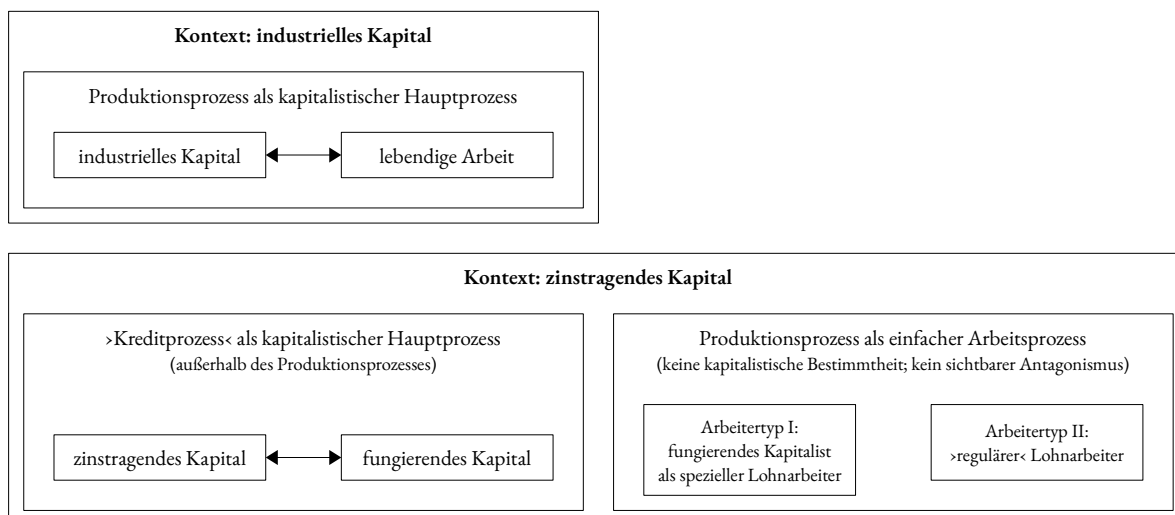 Kontext: industrielles Kapital
Produktionsprozess als kapitalistischer Hauptprozess
industrielles Kapital
lebendige Arbeit
Kontext: zinstragendes Kapital
›Kreditprozess‹ als kapitalistischer Hauptprozess
(außerhalb des Produktionsprozesses)
zinstragendes Kapital
fungierendes Kapital
Produktionsprozess als einfacher Arbeitsprozess
(keine kapitalistische Bestimmtheit; kein sichtbarer Antagonismus)
Arbeitertyp I:
fungierendes Kapitalist
als spezieller Lohnarbeiter
Arbeitertyp II:
›regulärer‹ Lohnarbeiter